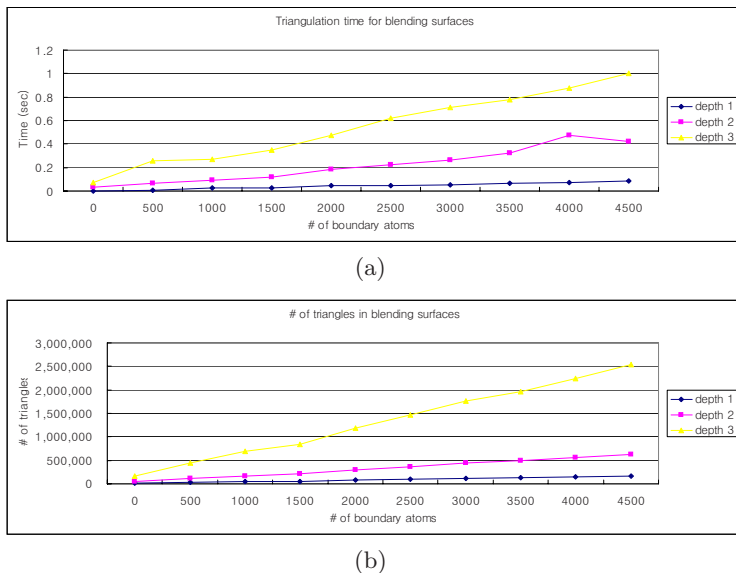 Triangulation time for blending surfaces
1.2
1
0.8
0.6
0.4
0.2
0
Time (sec)
0 500 1000 1500 2000 2500 3000 3500 4000 4500
# of boundary atoms
depth 1
depth 2
depth 3
(a)
# of triangles in blending surfaces
3,000,000
2,500,000
2,000,000
1,500,000
1,000,000
500,000
0
# of triangles
0 500 1000 1500 2000 2500 3000 3500 4000 4500
# of boundary atoms
depth 1
depth 2
depth 3
(b)